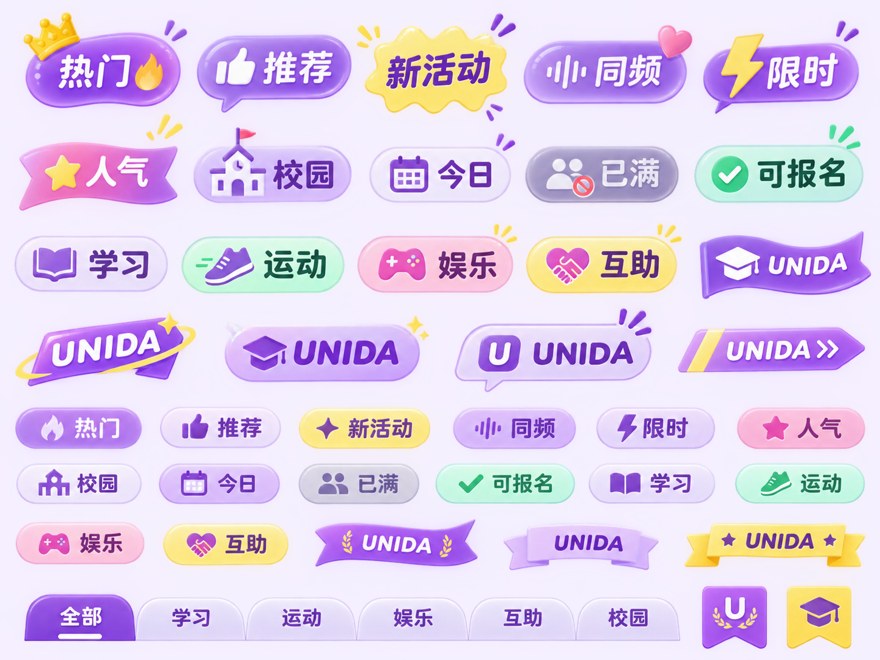 热门 推荐 新活动 同频 限时
人气 校园 今日 已满 可报名
学习 运动 娱乐 互助 UNIDA
UNIDA UNIDA U UNIDA UNIDA >>
热门 推荐 新活动 同频 限时 人气
校园 今日 已满 可报名 学习 运动
娱乐 互助 UNIDA UNIDA UNIDA
全部 学习 运动 娱乐 互助 校园 U